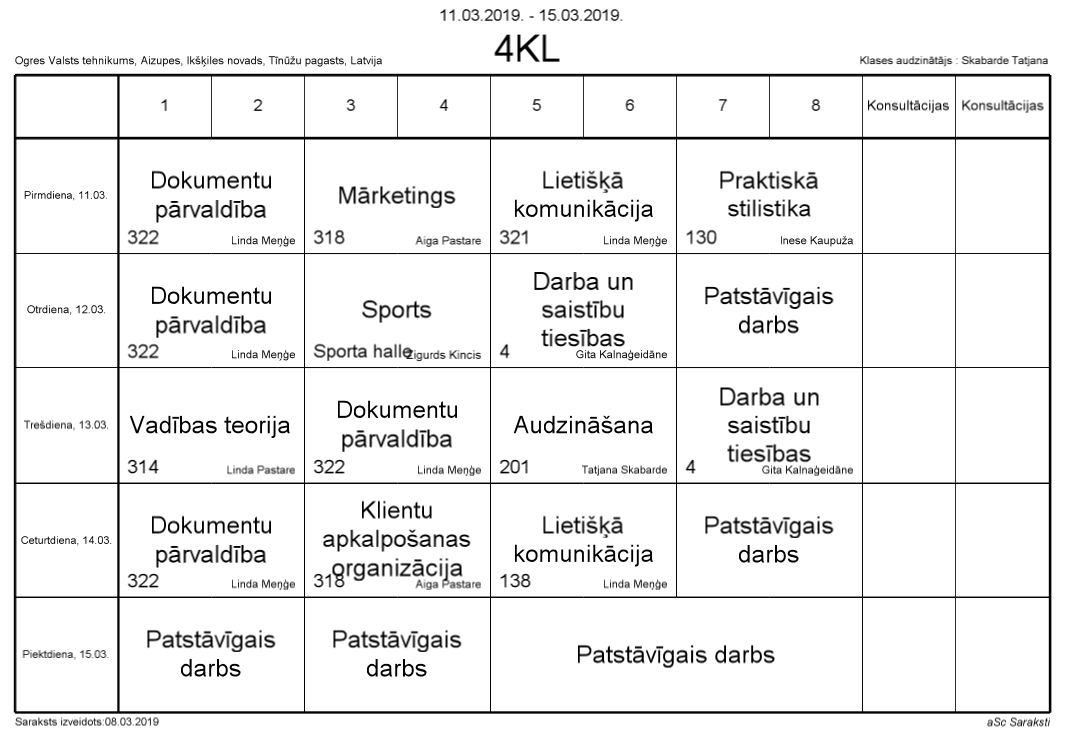 11.03.2019. - 15.03.2019.
4KL
Ogres Valsts tehnikums, Aizupes, Ikšķiles novads, Tīnūžu pagasts, Latvija
Klases audzinātājs : Skabarde Tatjana
1 2 3 4 5 6 7 8 Konsultācijas Konsultācijas
Pirmdiena, 11.03.
Dokumentu
pārvaldība
322 Linda Meņģe
Mārketings
318 Aiga Pastare
Lietišķā
komunikācija
321 Linda Meņģe
Praktiskā
stilistika
130 Inese Kaupuža
Otrdiena, 12.03.
Dokumentu
pārvaldība
322 Linda Meņģe
Sports
Sporta halle Zigurds Kincis
Darba un
saistību
tiesības
4 Gita Kalnaģeidāne
Patstāvīgais
darbs
Trešdiena, 13.03.
Vadības teorija
314 Linda Pastare
Dokumentu
pārvaldība
322 Linda Meņģe
Audzināšana
201 Tatjana Skabarde
Darba un
saistību
tiesības
4 Gita Kalnaģeidāne
Ceturtdiena, 14.03.
Dokumentu
pārvaldība
322 Linda Meņģe
Klientu
apkalpošanas
organizācija
318 Aiga Pastare
Lietišķā
komunikācija
138 Linda Meņģe
Patstāvīgais
darbs
Piektdiena, 15.03.
Patstāvīgais
darbs
Patstāvīgais
darbs
Patstāvīgais darbs
Saraksts izveidots:08.03.2019
aSc Saraksti